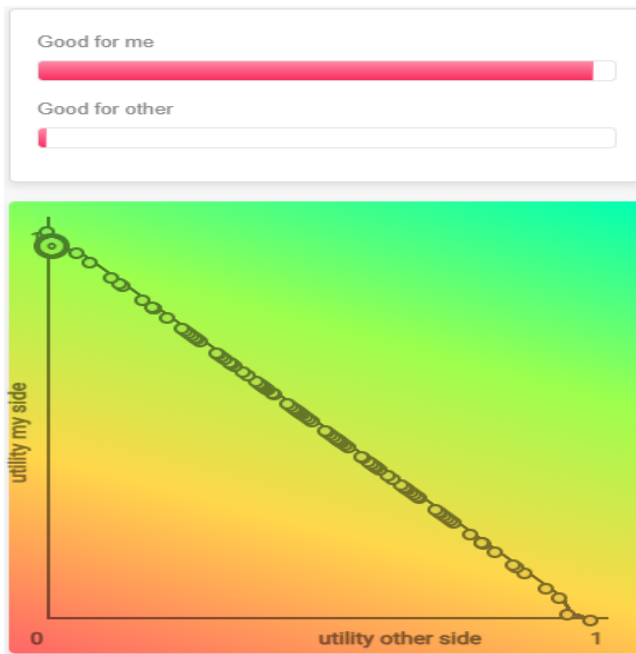 Good for me
Good for other
utility my side
0
utility other side
1